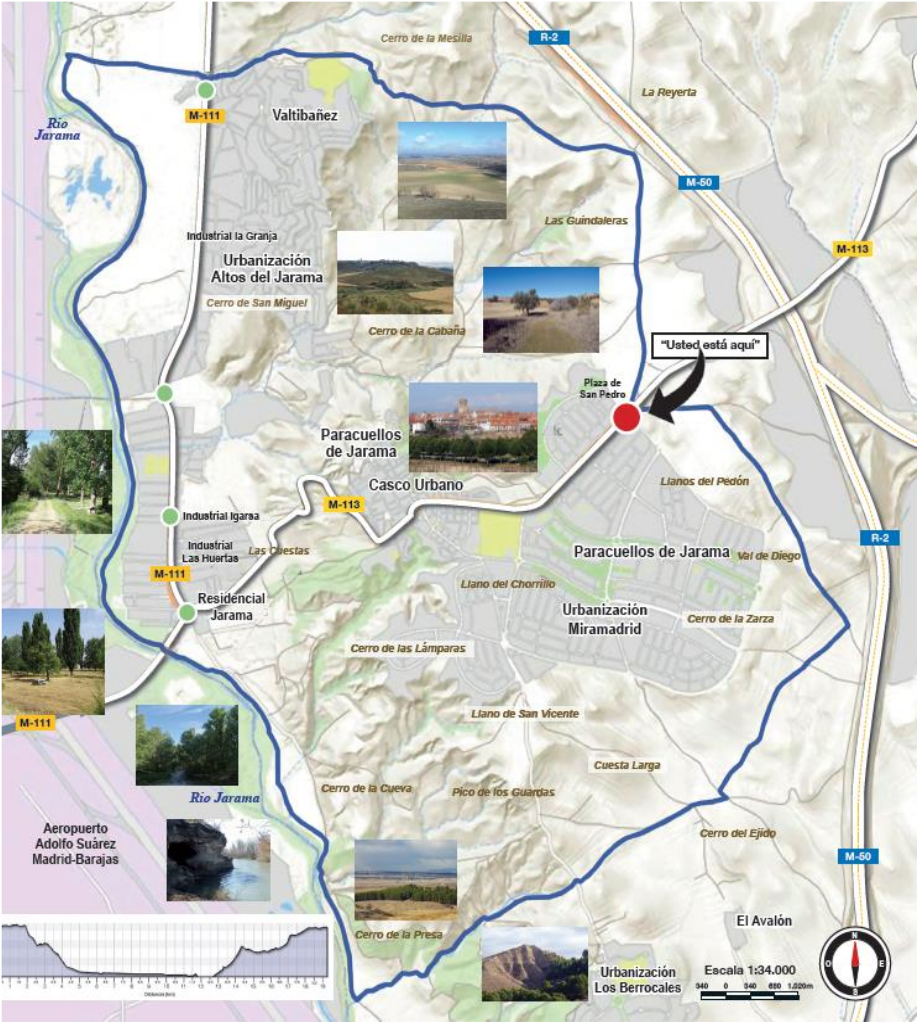 Cerro de la Mesilla
R-2
La Reyerta
M-111
Valtibañez
Río
Jarama
M-50
Las Guindaleras
M-113
Industrial la Granja
Urbanización
Altos del Jarama
Cerro de San Miguel
Cerro de la Cabaña
"Usted está aquí"
Plaza de
San Pedro
Paracuellos
de Jarama
Casco Urbano
M-113
Llanos del Pedón
Industrial Igarsa
Industrial
Las Huertas
Las Cuestas
M-111
R-2
Paracuellos de Jarama
Val de Diego
Llano del Chorrillo
Residencial
Jarama
Urbanización
Miramadrid
Cerro de la Zarza
Cerro de las Lámparas
M-111
Llano de San Vicente
Cuesta Larga
Cerro de la Cueva
Pico de los Guardas
Río Jarama
Aeropuerto
Adolfo Suárez
Madrid-Barajas
Cerro del Ejido
M-50
El Avalón
Cerro de la Presa
Urbanización
Los Berrocales
Escala 1:34.000
340 0 340 680 1.020m
N
O E
S